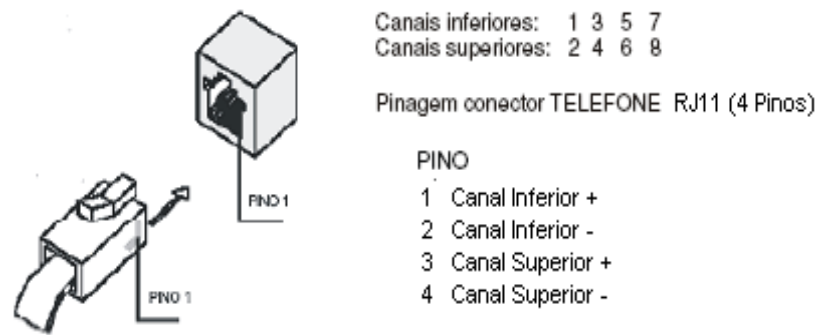 Canais inferiores: 1 3 5 7
Canais superiores: 2 4 6 8
Pinagem conector TELEFONE RJ11 (4 Pinos)
PINO
1 Canal Inferior +
2 Canal Inferior -
3 Canal Superior +
4 Canal Superior -
PINO 1
PINO 1